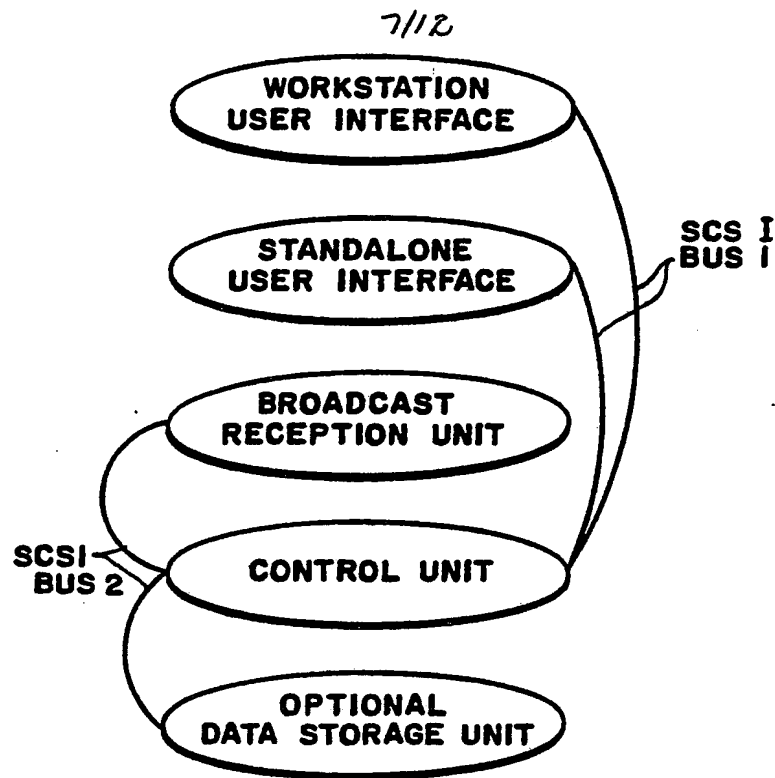 7/12
WORKSTATION
USER INTERFACE
STANDALONE
USER INTERFACE
SCS I
BUS 1
BROADCAST
RECEPTION UNIT
CONTROL UNIT
SCSI
BUS 2
OPTIONAL
DATA STORAGE UNIT